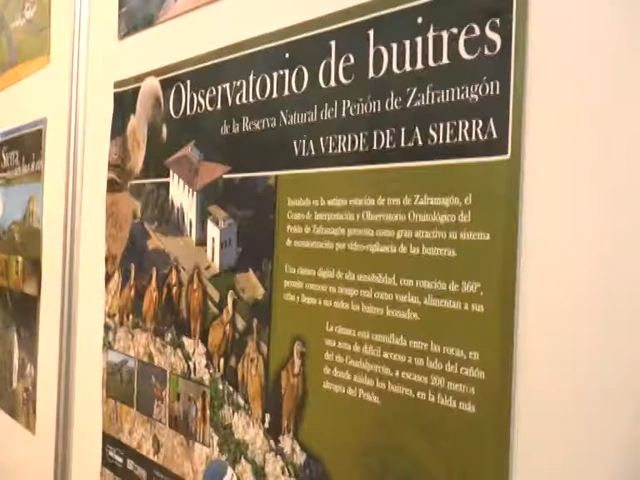 Observatorio de buitres
de la Reserva Natural del Peñón de Zaframagón
VÍA VERDE DE LA SIERRA
Instalado en la antigua estación de tren de Zaframagón, el
Centro de Interpretación y Observatorio Ornitológico del
Peñón de Zaframagón presenta como gran atractivo su sistema
de monitorización por video-vigilancia de las buitreras.
Una cámara digital de alta sensibilidad, con rotación de 360º,
permite conocer en tiempo real como vuelan, alimentan a sus
crías y llegan a sus nidos los buitres leonados.
La cámara está camuflada entre las rocas, en
una zona de difícil acceso a un lado del cañón
del río Guadalporcún, a escasos 200 metros
de donde anidan los buitres, en la falda más
abrupta del Peñón.
Sierra